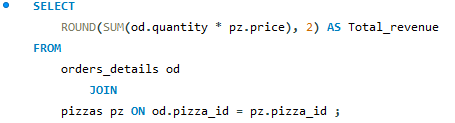 SELECT
ROUND(SUM(od.quantity * pz.price), 2) AS Total_revenue
FROM
orders_details od
JOIN
pizzas pz ON od.pizza_id = pz.pizza_id ;